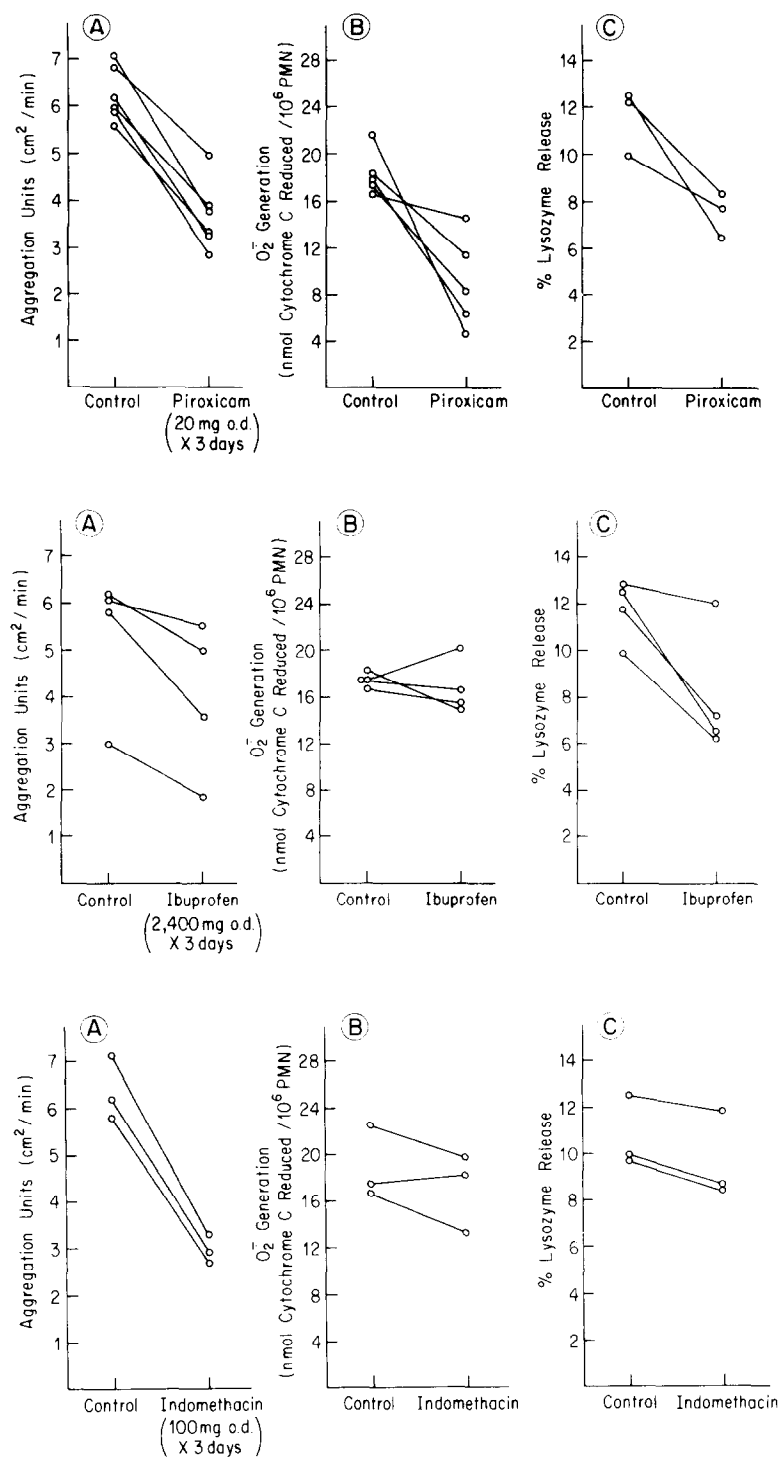 A
Aggregation Units (cm²/min)
7
6
5
4
3
2
1
Control
Piroxicam
(20 mg o.d.
X 3 days)
B
O₂⁻ Generation
(nmol Cytochrome C Reduced /10⁶ PMN)
28
22
18
16
12
8
4
Control
Piroxicam
C
% Lysozyme Release
14
12
10
8
6
4
2
Control
Piroxicam
A
Aggregation Units (cm²/min)
7
6
5
4
3
2
1
Control
Ibuprofen
(2,400 mg o.d.
X 3 days)
B
O₂⁻ Generation
(nmol Cytochrome C Reduced /10⁶ PMN)
28
24
20
16
12
8
4
Control
Ibuprofen
C
% Lysozyme Release
14
12
10
8
6
4
2
Control
Ibuprofen
A
Aggregation Units (cm²/min)
7
6
5
4
3
2
1
Control
Indomethacin
(100 mg o.d.
X 3 days)
B
O₂⁻ Generation
(nmol Cytochrome C Reduced /10⁶ PMN)
28
22
18
16
12
8
4
Control
Indomethacin
C
% Lysozyme Release
14
12
10
8
6
4
2
Control
Indomethacin